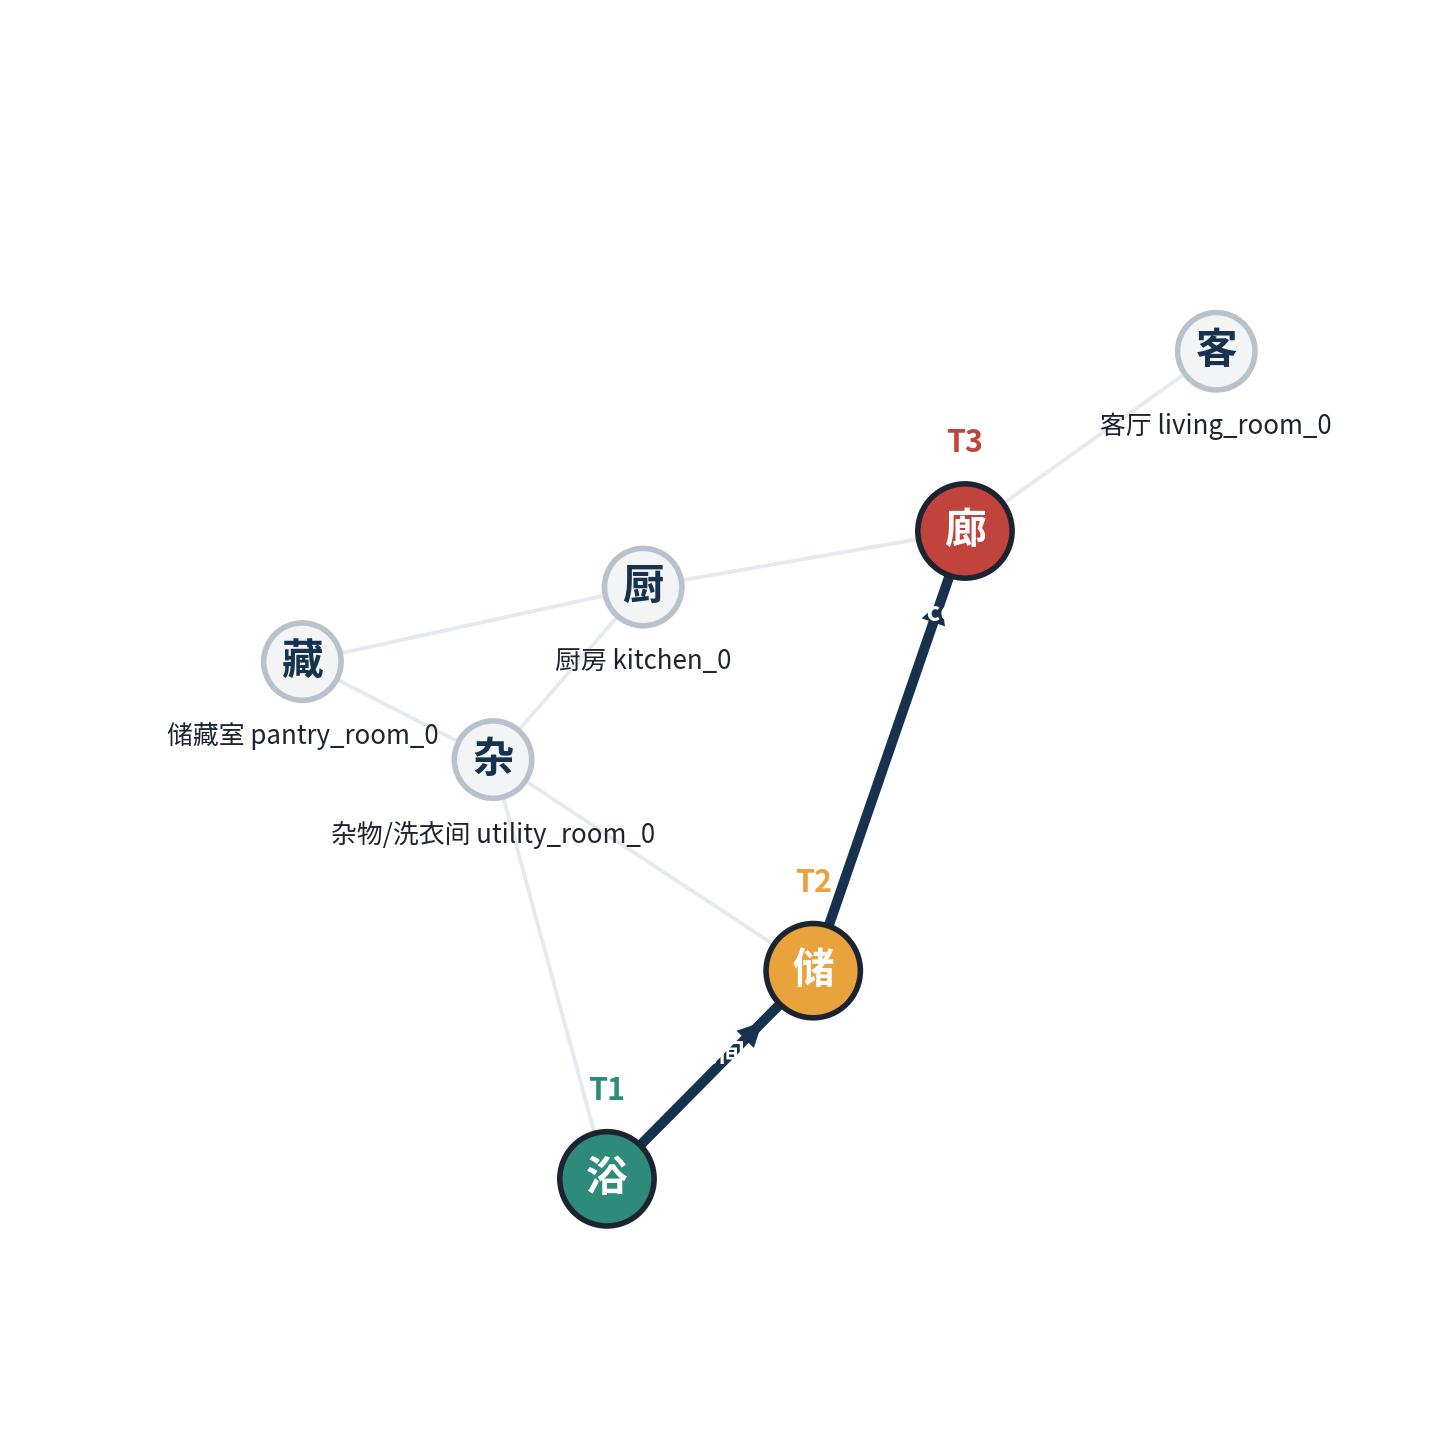 客
客厅 living_room_0
T3
廊
厨
厨房 kitchen_0
藏
储藏室 pantry_room_0
杂
杂物/洗衣间 utility_room_0
T2
储
间
T1
浴